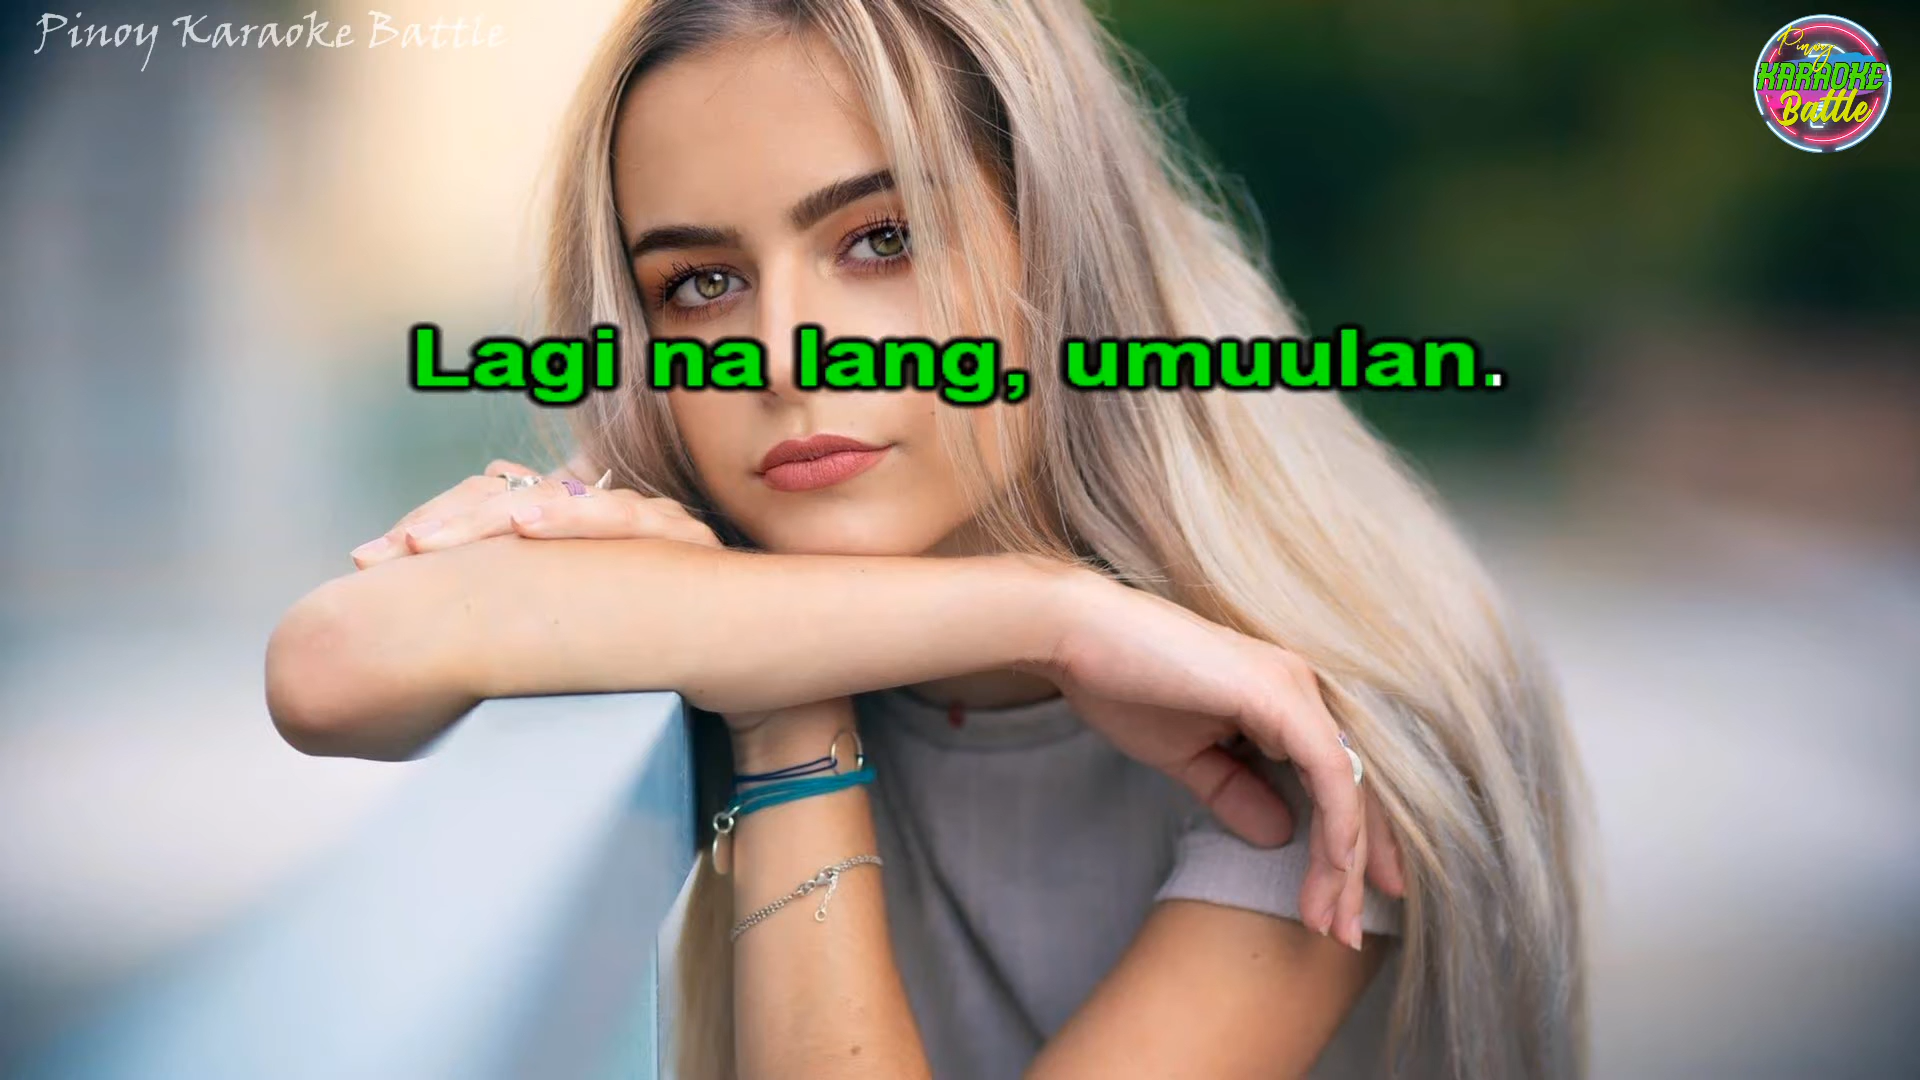 Pinoy Karaoke Battle
Pinoy
KARAOKE
Battle
Lagi na lang, umuulan.